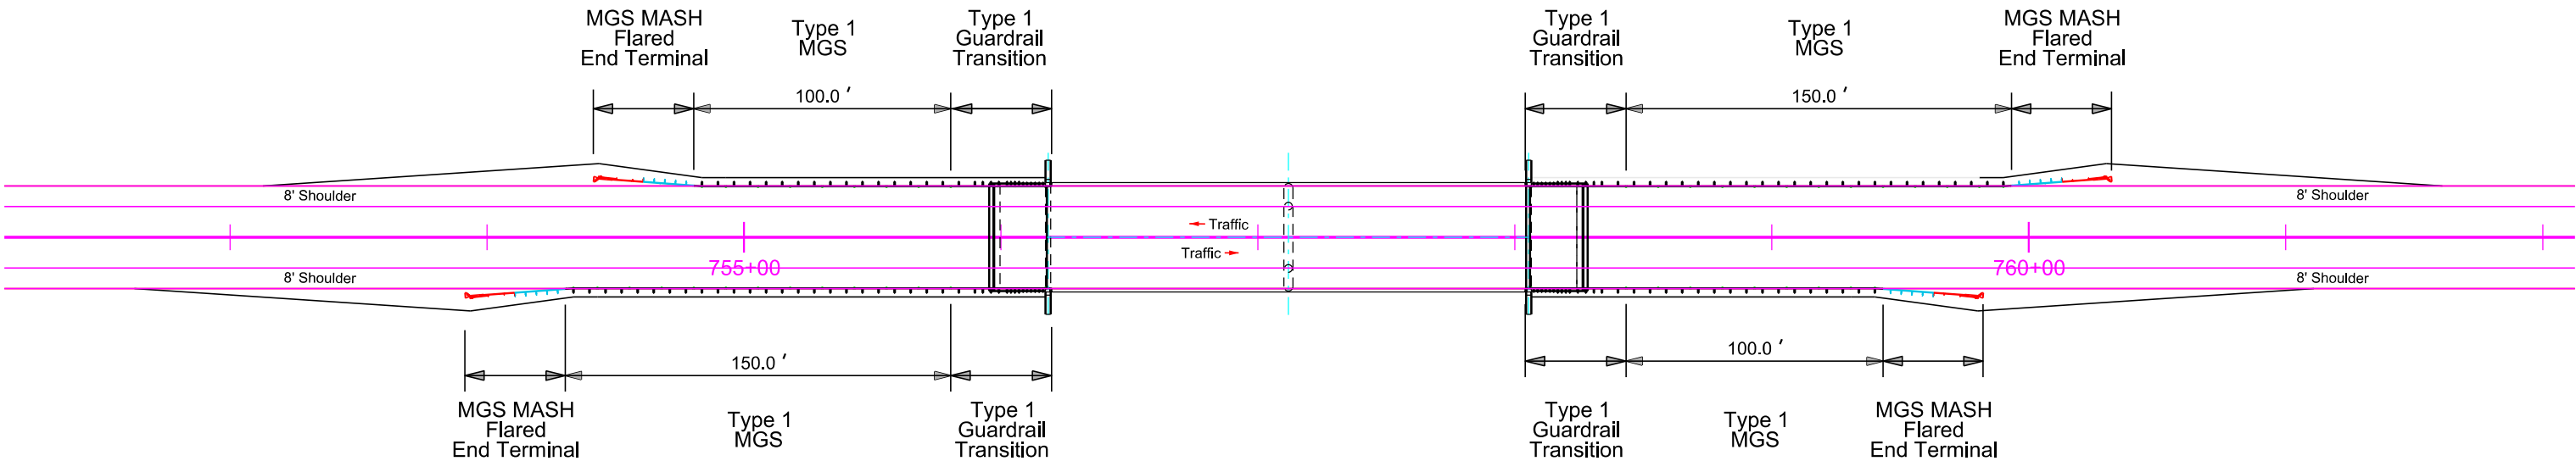 MGS MASH
Flared
End Terminal
Type 1
MGS
Type 1
Guardrail
Transition
Type 1
Guardrail
Transition
Type 1
MGS
MGS MASH
Flared
End Terminal
100.0 '
150.0 '
8' Shoulder
8' Shoulder
Traffic
Traffic
755+00
760+00
8' Shoulder
8' Shoulder
150.0 '
100.0 '
MGS MASH
Flared
End Terminal
Type 1
MGS
Type 1
Guardrail
Transition
Type 1
Guardrail
Transition
Type 1
MGS
MGS MASH
Flared
End Terminal